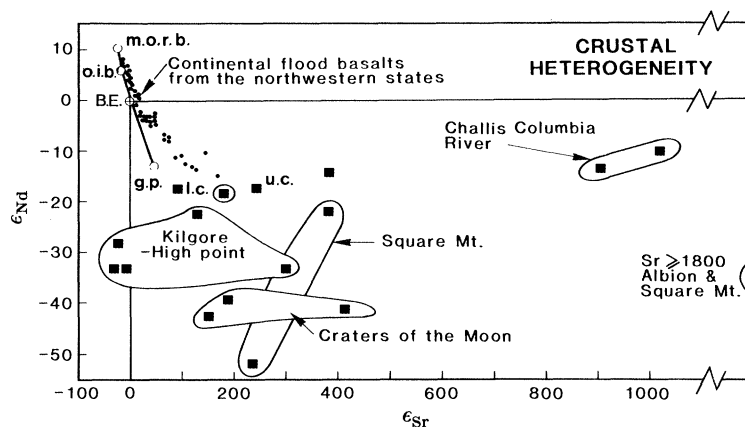 10
m.o.r.b.
CRUSTAL
HETEROGENEITY
Continental flood basalts
from the northwestern states
o.i.b.
0
B.E.
Challis Columbia
River
-10
g.p.
l.c.
u.c.
-20
εNd
Kilgore
-High point
Square Mt.
-30
Sr ⩾1800
Albion &
Square Mt.
-40
Craters of the Moon
-50
-100 0 200 400 600 800 1000
εSr